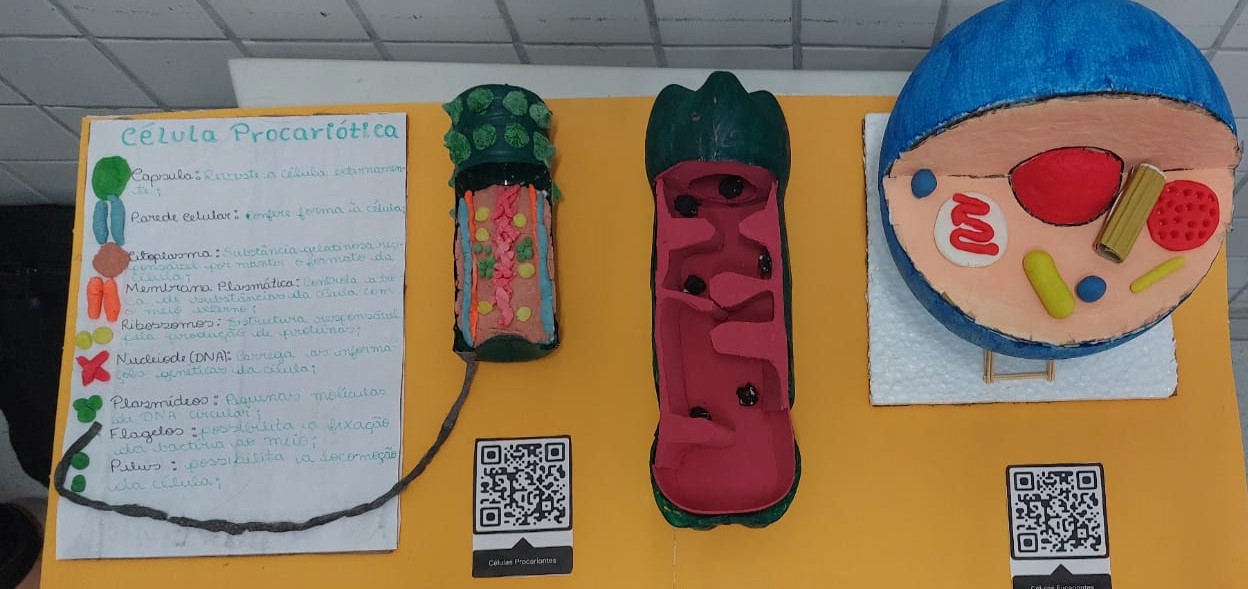 Célula Procariótica
Capsula: Reveste a célula externamen-
te;
Parede celular: Confere forma à célula;
Citoplasma: Substância gelatinosa res-
ponsável por manter o formato da
célula;
Membrana Plasmática: Controla a tro-
ca de substâncias da célula com
o meio externo;
Ribossomos: Estrutura responsável
pela produção de proteínas;
Nucleiode (DNA): Carrega as informa-
ções genéticas da célula;
Plasmídeos: Pequenas moléculas
de DNA circular;
Flagelos: possibilita a fixação
da bactéria ao meio;
Pilus: possibilita a locomoção
da célula;
Células Procariontes
Células Eucariontes